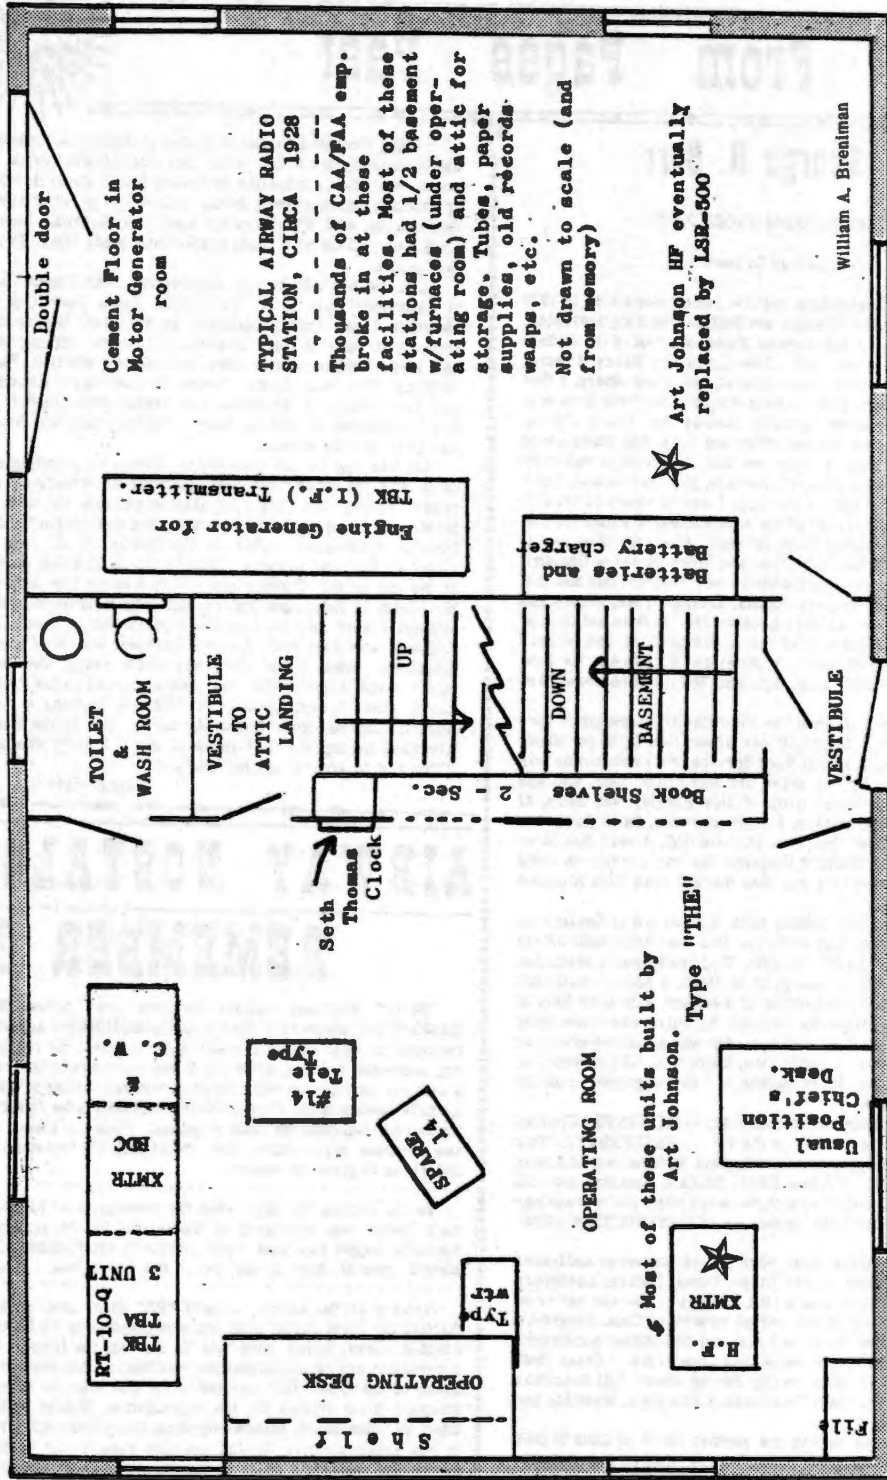 Double door
Cement Floor in
Motor Generator
room
TYPICAL AIRWAY RADIO
STATION, CIRCA 1928
Thousands of CAA/FAA emp.
broke in at these
facilities. Most of these
stations had 1/2 basement
w/furnaces (under oper-
ating room) and attic for
storage. Tubes, paper
supplies, old records
wasps etc.
Not drawn to scale (and
from memory)
Art Johnson HF eventually
replaced by LSR-500
William A. Breniman
Engine Generator for
TBK (I.F.) Transmitter.
Batteries and
Battery charger
TOILET
&
WASH ROOM
VESTIBULE
TO
ATTIC
LANDING
UP
DOWN
BASEMENT
VESTIBULE
Book Shelves 2 Sec.
Seth
Thomas
Clock
RT-10-Q
TBK
TBA
3 UNIT
XMTR
RDC
&
C. W.
#14
Tele
Type
SPARE
14
OPERATING ROOM
Most of these units built by
Art Johnson. Type "THE"
Type
wtr
OPERATING DESK
Shelf
H.F.
XMTR
Usual
Position
Chief's
Desk.
File